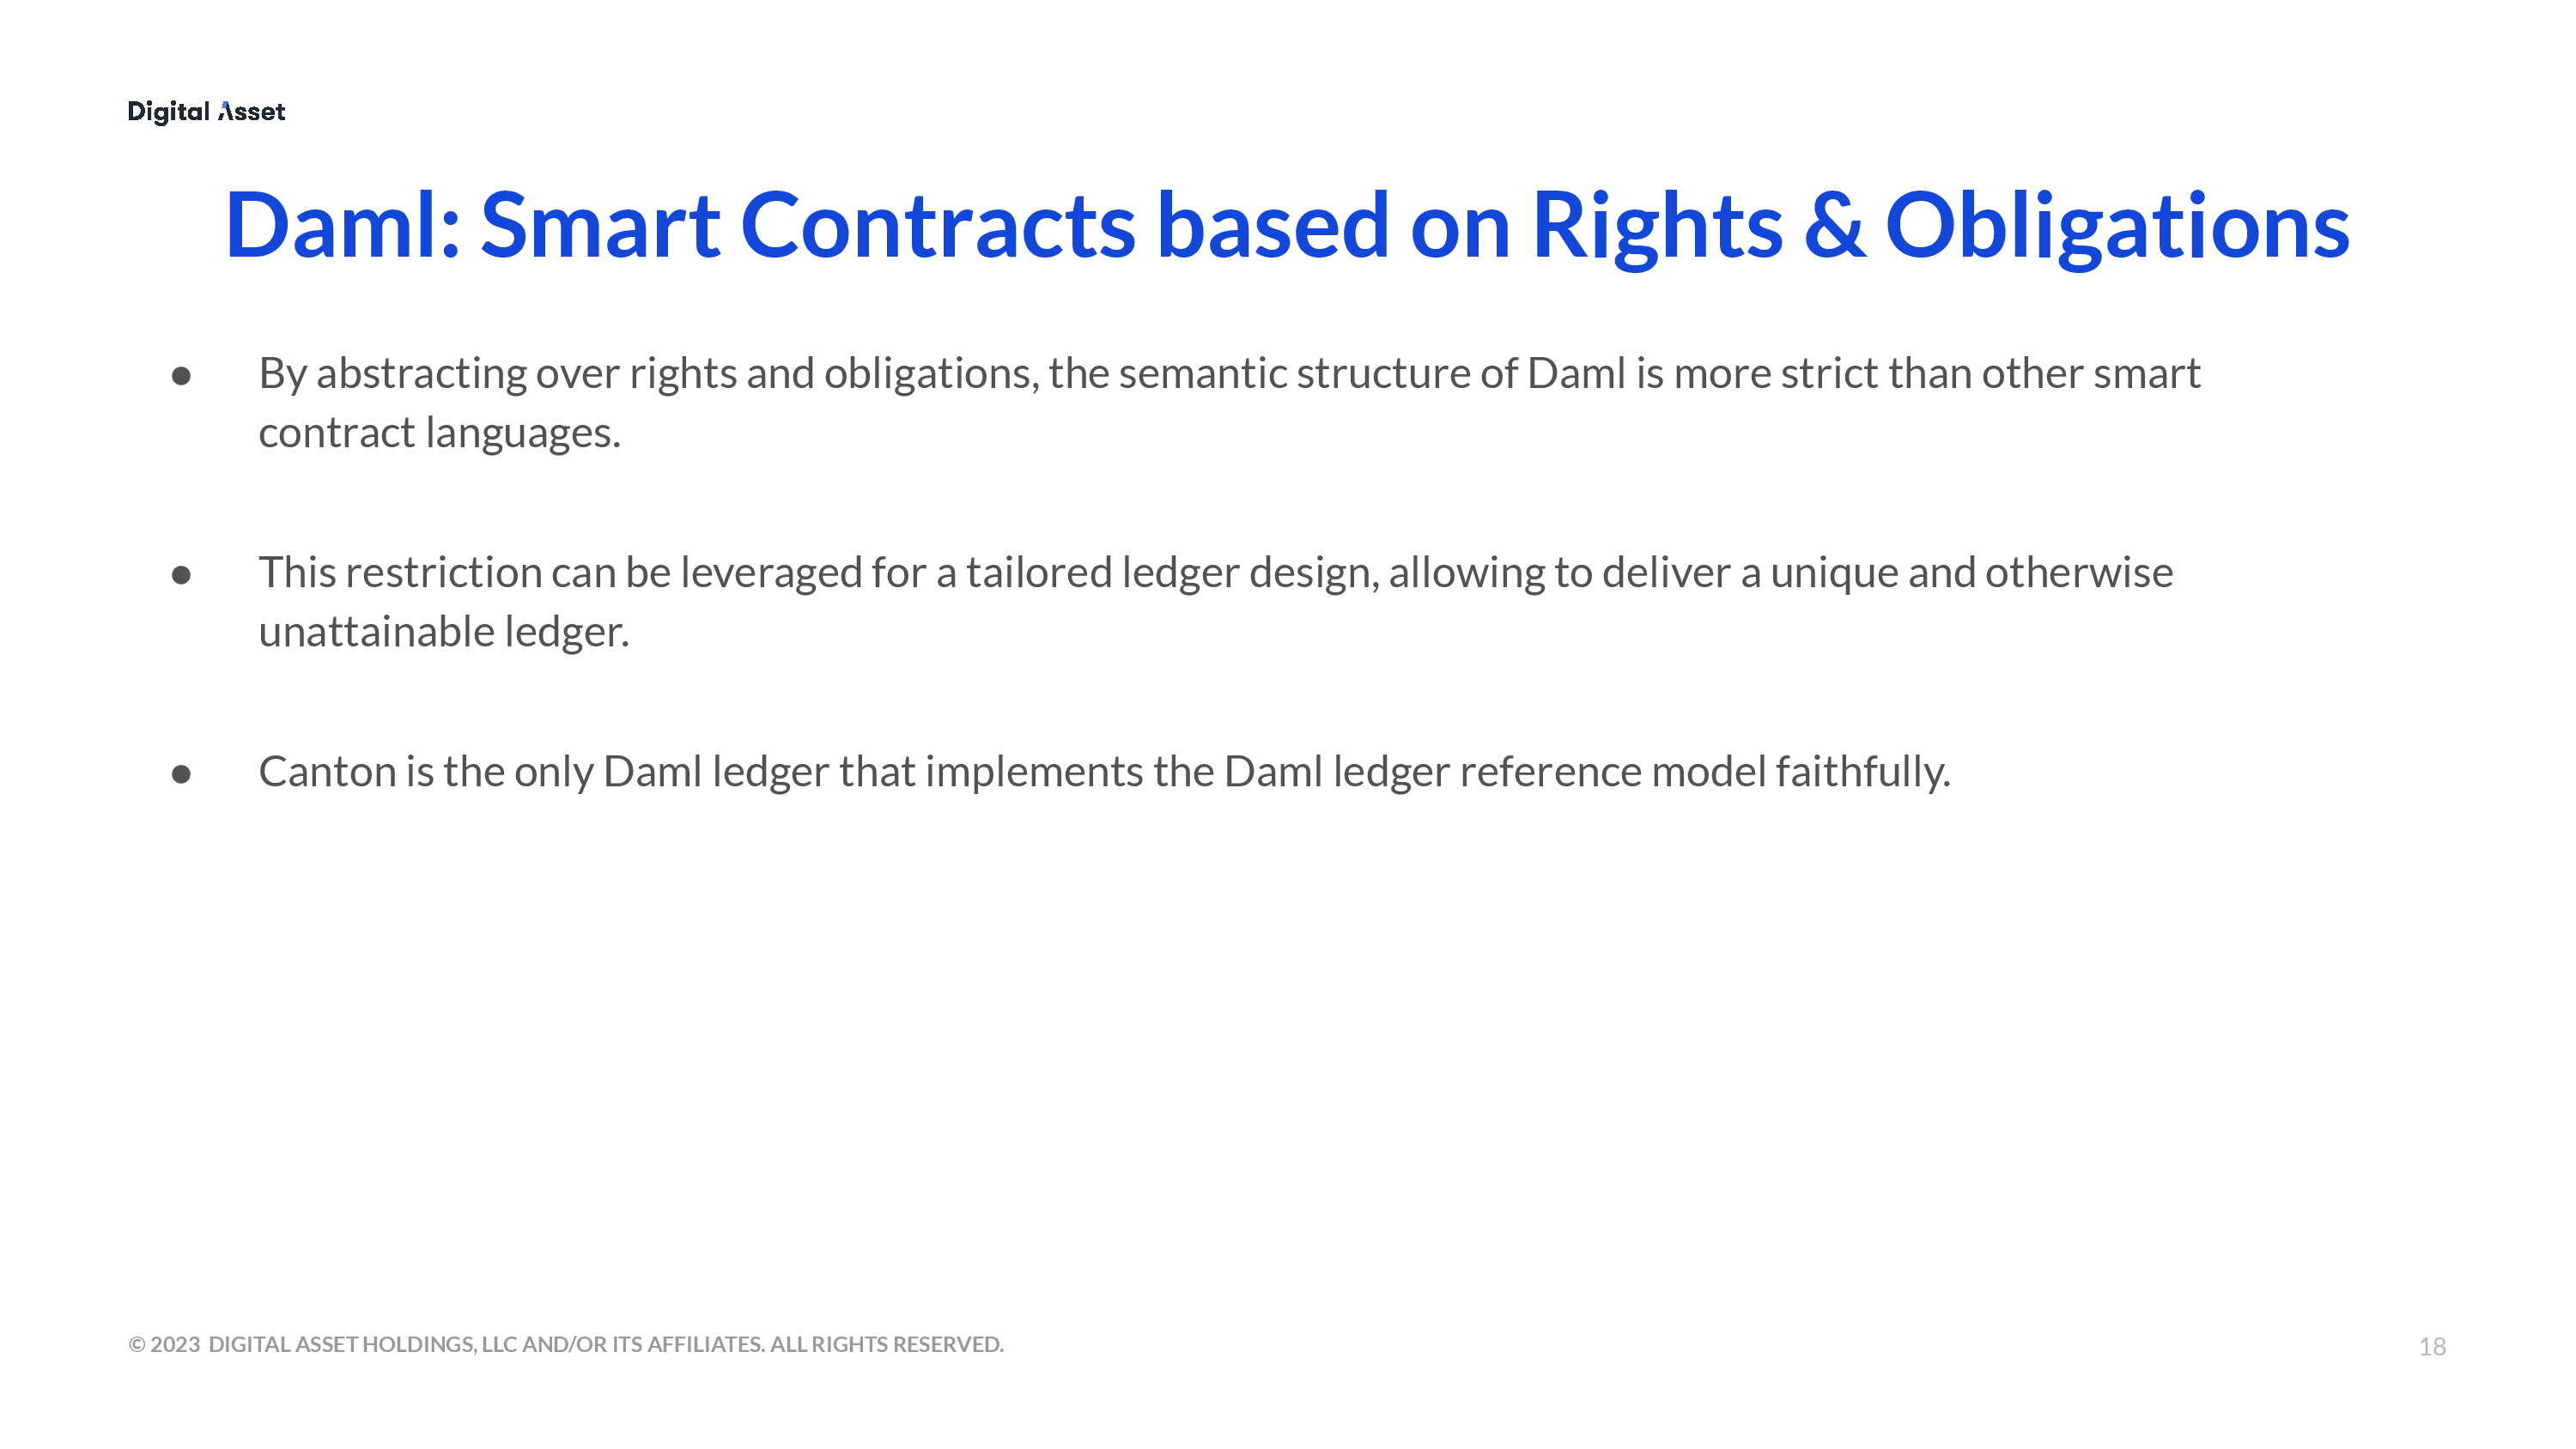 Digital Asset
Daml: Smart Contracts based on Rights & Obligations
● By abstracting over rights and obligations, the semantic structure of Daml is more strict than other smart
contract languages.
● This restriction can be leveraged for a tailored ledger design, allowing to deliver a unique and otherwise
unattainable ledger.
● Canton is the only Daml ledger that implements the Daml ledger reference model faithfully.
© 2023 DIGITAL ASSET HOLDINGS, LLC AND/OR ITS AFFILIATES. ALL RIGHTS RESERVED.
18